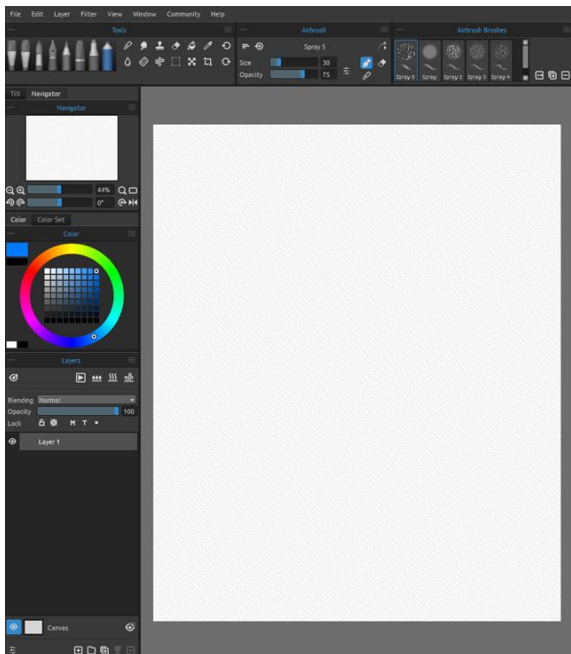 File Edit Layer Filter View Window Community Help
Tools
Airbrush
Airbrush Brushes
Spray 5
Size 30
Opacity 75
Spray 5 Spray Spray 2 Spray 3 Spray 4
Tilt Navigator
Navigator
44%
0°
Color Color Set
Color
Layers
Blending Normal
Opacity 100
Lock M T
Layer 1
Canvas